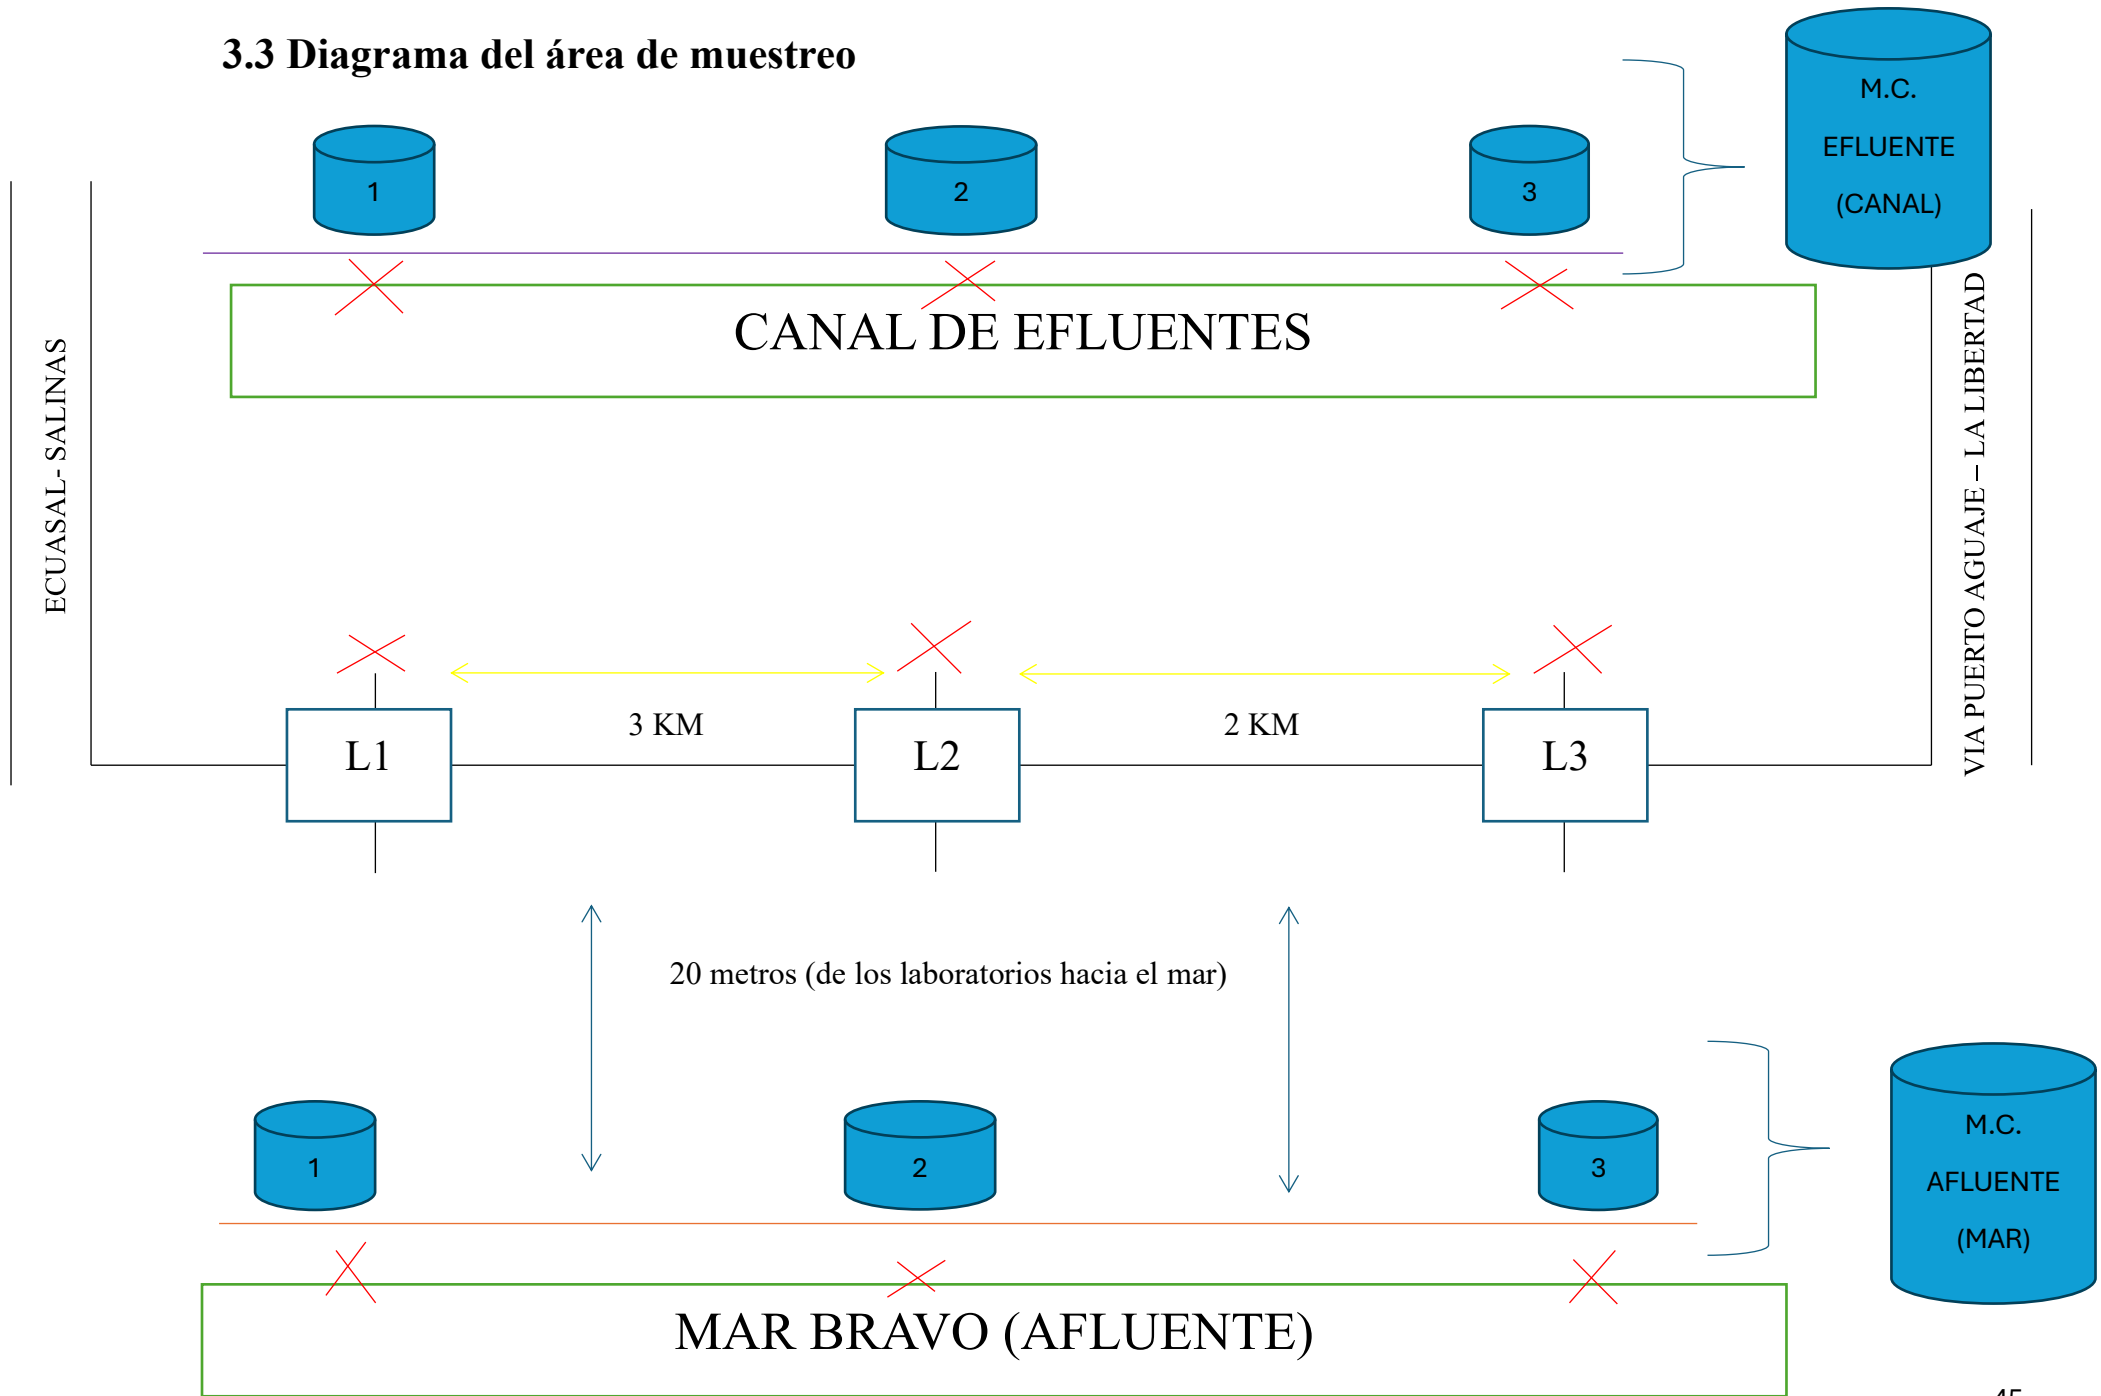 3.3 Diagrama del área de muestreo
M.C.
EFLUENTE
(CANAL)
1
2
3
CANAL DE EFLUENTES
ECUASAL- SALINAS
VIA PUERTO AGUAJE – LA LIBERTAD
3 KM
2 KM
L1
L2
L3
20 metros (de los laboratorios hacia el mar)
M.C.
AFLUENTE
(MAR)
1
2
3
MAR BRAVO (AFLUENTE)
45